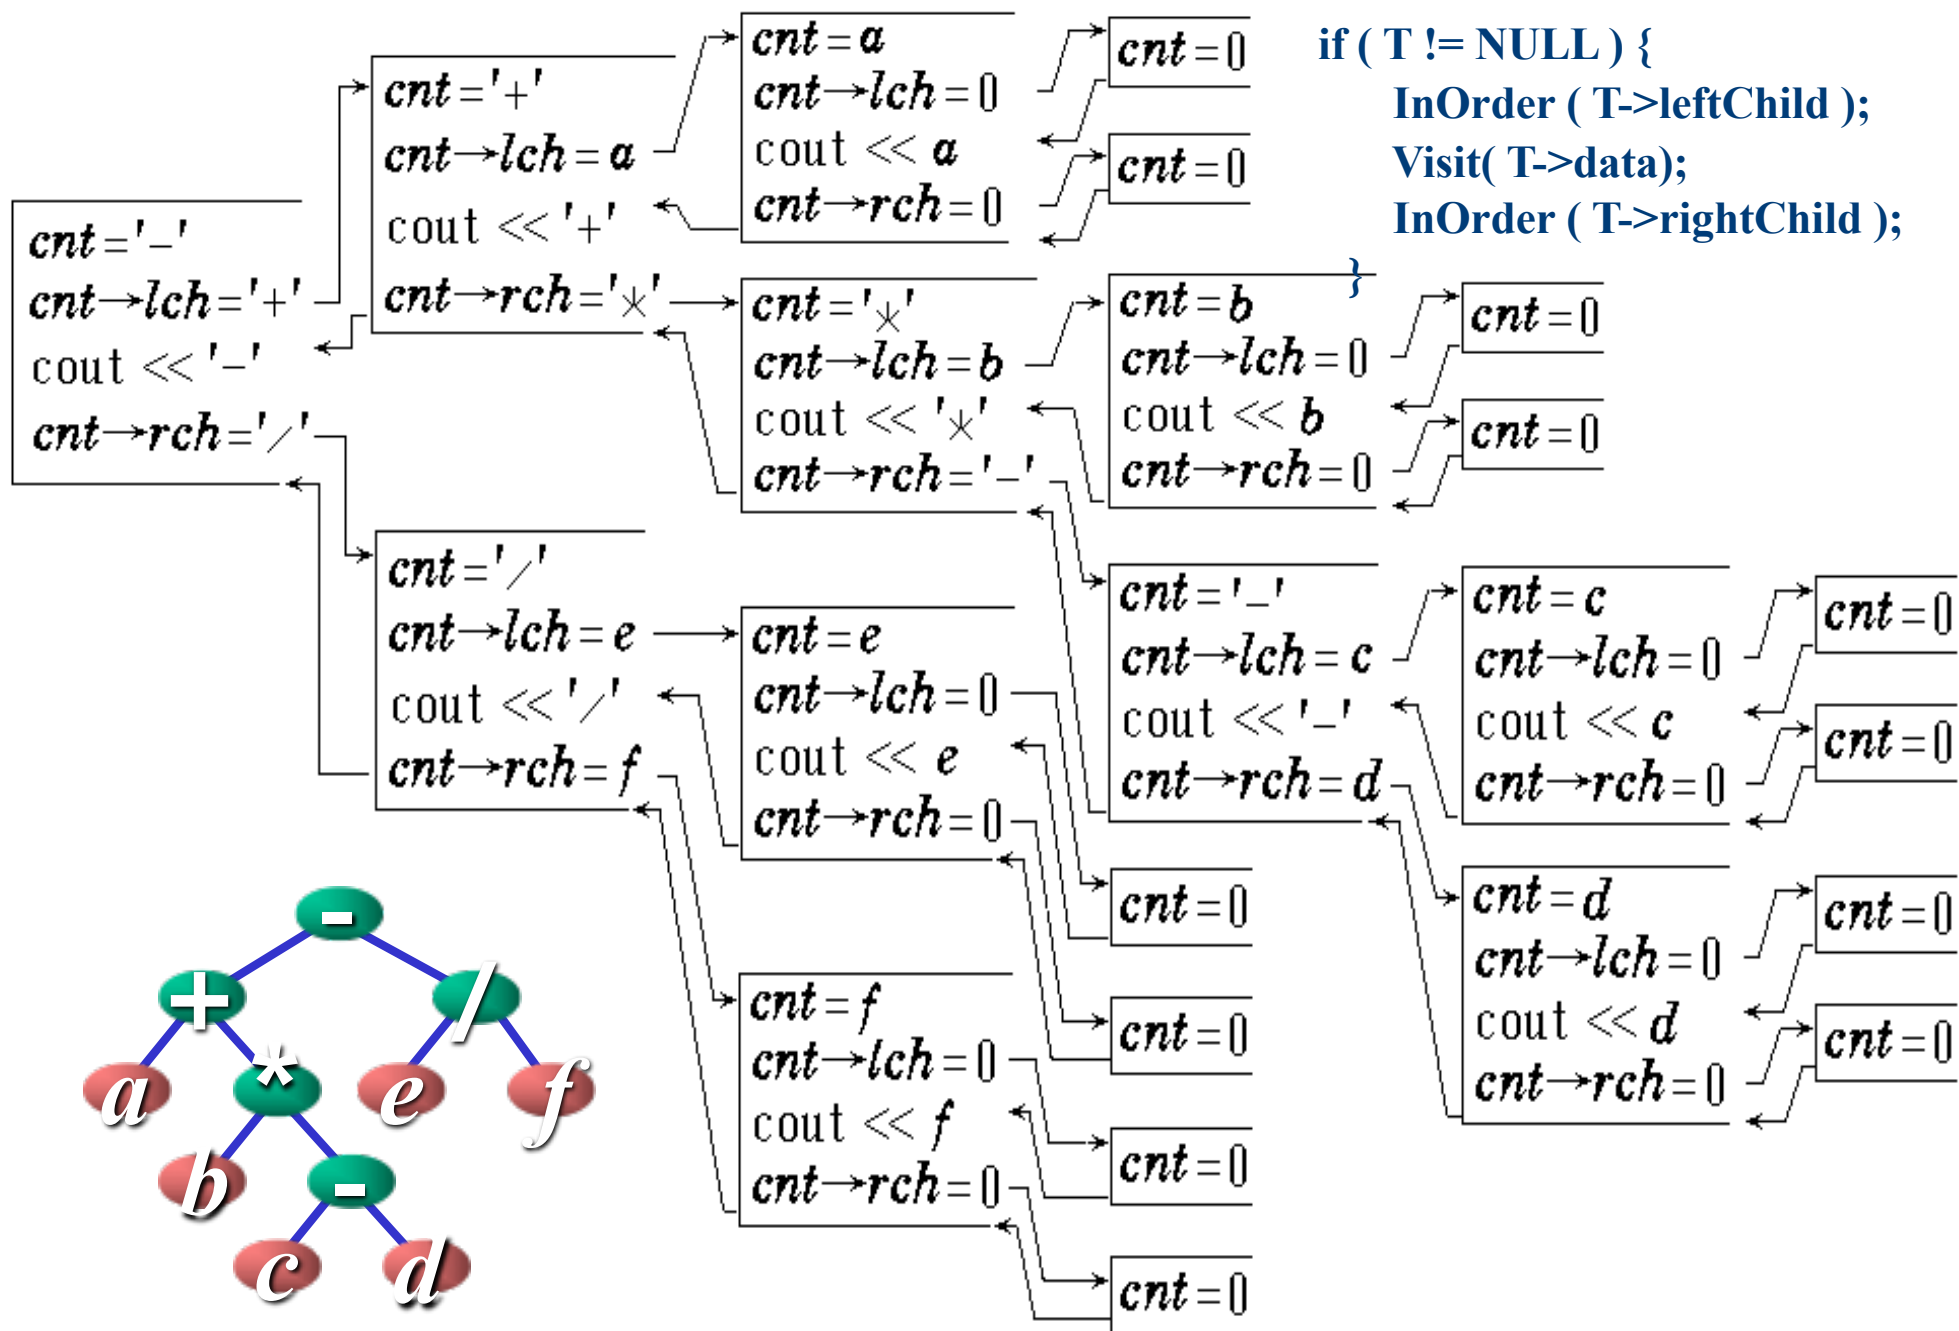 cnt='-'
cnt→lch='+'
cout << '-'
cnt→rch='/'
cnt='+'
cnt→lch=a
cout << '+'
cnt→rch='*'
cnt=a
cnt→lch=0
cout << a
cnt→rch=0
cnt=0
cnt=0
if ( T != NULL ) {
InOrder ( T->leftChild );
Visit( T->data);
InOrder ( T->rightChild );
}
cnt='*'
cnt→lch=b
cout << '*'
cnt→rch='-'
cnt=b
cnt→lch=0
cout << b
cnt→rch=0
cnt=0
cnt=0
cnt='-'
cnt→lch=c
cout << '-'
cnt→rch=d
cnt=c
cnt→lch=0
cout << c
cnt→rch=0
cnt=0
cnt=0
cnt=d
cnt→lch=0
cout << d
cnt→rch=0
cnt=0
cnt=0
cnt='/'
cnt→lch=e
cout << '/'
cnt→rch=f
cnt=e
cnt→lch=0
cout << e
cnt→rch=0
cnt=0
cnt=0
cnt=f
cnt→lch=0
cout << f
cnt→rch=0
cnt=0
cnt=0
-
+ /
a * e f
b -
c d